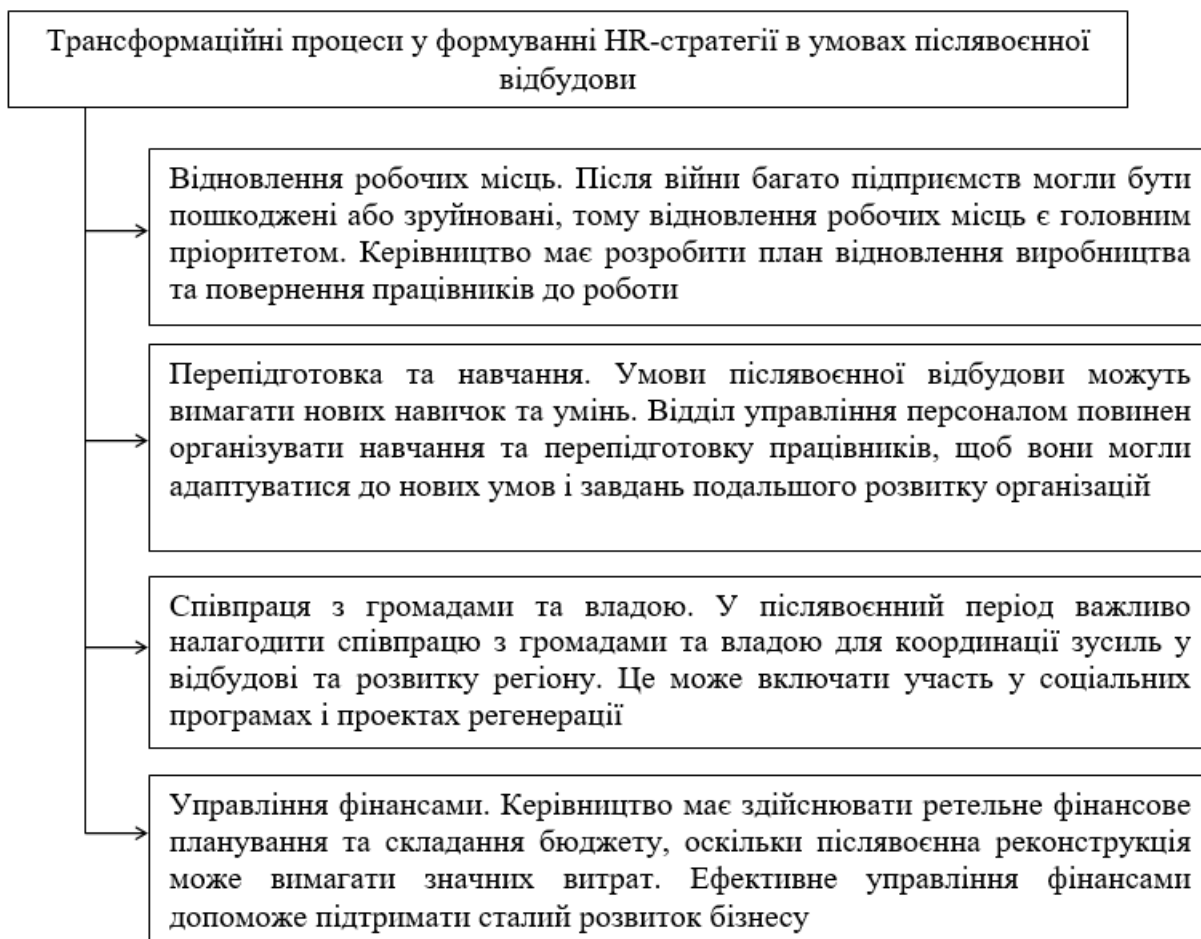 Трансформаційні процеси у формуванні HR-стратегії в умовах післявоєнної
відбудови
Відновлення робочих місць. Після війни багато підприємств могли бути
пошкоджені або зруйновані, тому відновлення робочих місць є головним
пріоритетом. Керівництво має розробити план відновлення виробництва
та повернення працівників до роботи
Перепідготовка та навчання. Умови післявоєнної відбудови можуть
вимагати нових навичок та умінь. Відділ управління персоналом повинен
організувати навчання та перепідготовку працівників, щоб вони могли
адаптуватися до нових умов і завдань подальшого розвитку організацій
Співпраця з громадами та владою. У післявоєнний період важливо
налагодити співпрацю з громадами та владою для координації зусиль у
відбудові та розвитку регіону. Це може включати участь у соціальних
програмах і проектах регенерації
Управління фінансами. Керівництво має здійснювати ретельне фінансове
планування та складання бюджету, оскільки післявоєнна реконструкція
може вимагати значних витрат. Ефективне управління фінансами
допоможе підтримати сталий розвиток бізнесу